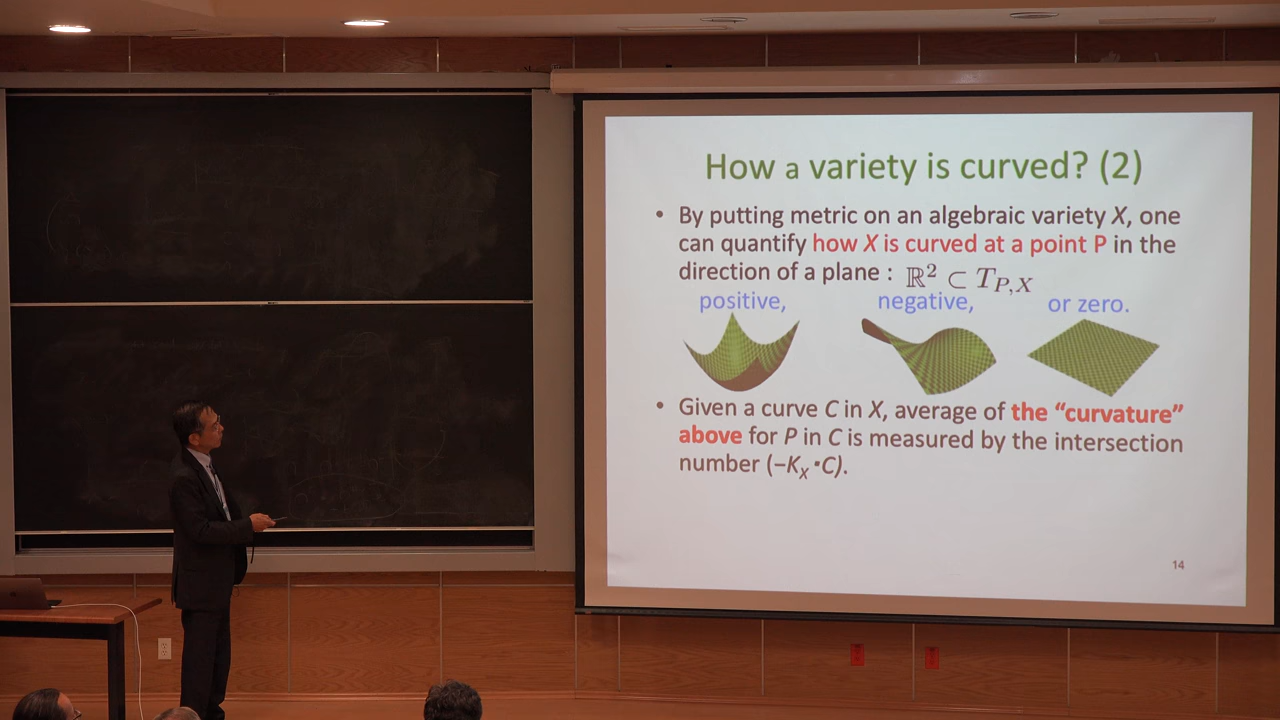 How a variety is curved? (2)
• By putting metric on an algebraic variety X, one
can quantify how X is curved at a point P in the
direction of a plane : ℝ² ⊂ T_{P,X}
positive, negative, or zero.
• Given a curve C in X, average of the “curvature”
above for P in C is measured by the intersection
number (−K_X ·C).
14